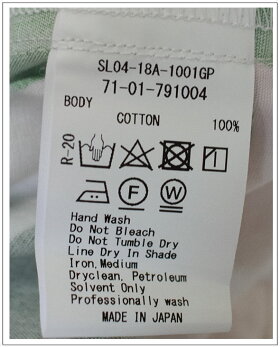 SL04-18A-1001GP
71-01-791004
BODY
COTTON 100%
R-20
F W
Hand Wash
Do Not Bleach
Do Not Tumble Dry
Line Dry In Shade
Iron,Medium
Dryclean, Petroleum
Solvent Only
Professionally wash
MADE IN JAPAN